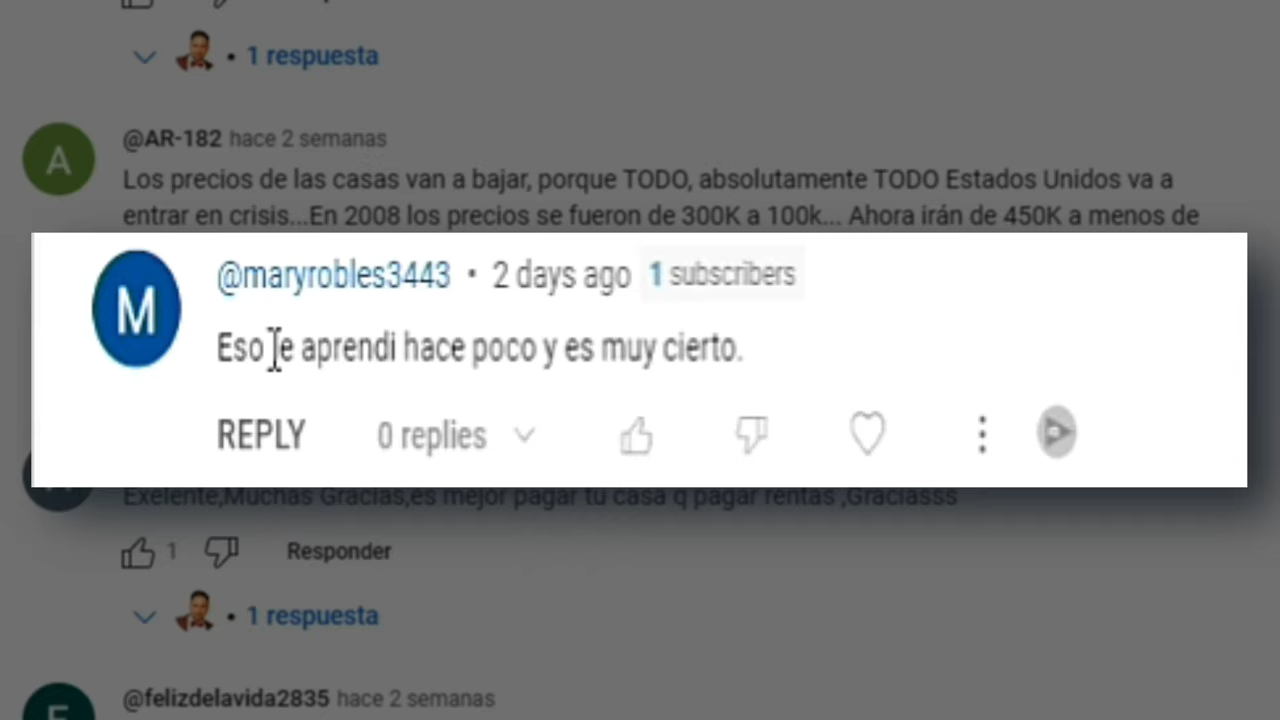 1 respuesta
A
@AR-182 hace 2 semanas
Los precios de las casas van a bajar, porque TODO, absolutamente TODO Estados Unidos va a
entrar en crisis...En 2008 los precios se fueron de 300K a 100k... Ahora irán de 450K a menos de
M
@maryrobles3443 • 2 days ago 1 subscribers
Eso e aprendi hace poco y es muy cierto.
REPLY 0 replies
Exelente,Muchas Gracias,es mejor pagar tu casa q pagar rentas ,Graciasss
1 Responder
1 respuesta
@felizdelavida2835 hace 2 semanas